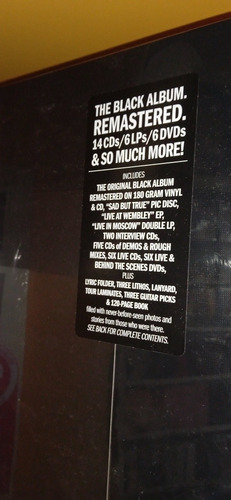 THE BLACK ALBUM.
REMASTERED.
14 CDs/6 LPs/6 DVDs
& SO MUCH MORE!
INCLUDES
THE ORIGINAL BLACK ALBUM
REMASTERED ON 180 GRAM VINYL
& CD, "SAD BUT TRUE" PIC DISC,
"LIVE AT WEMBLEY" EP,
"LIVE IN MOSCOW" DOUBLE LP,
TWO INTERVIEW CDs,
FIVE CDs of DEMOS & ROUGH
MIXES, SIX LIVE CDs, SIX LIVE &
BEHIND THE SCENES DVDs,
PLUS
LYRIC FOLDER, THREE LITHOS, LANYARD,
TOUR LAMINATES, THREE GUITAR PICKS
& 120-PAGE BOOK
filled with never-before-seen photos and
stories from those who were there.
SEE BACK FOR COMPLETE CONTENTS.